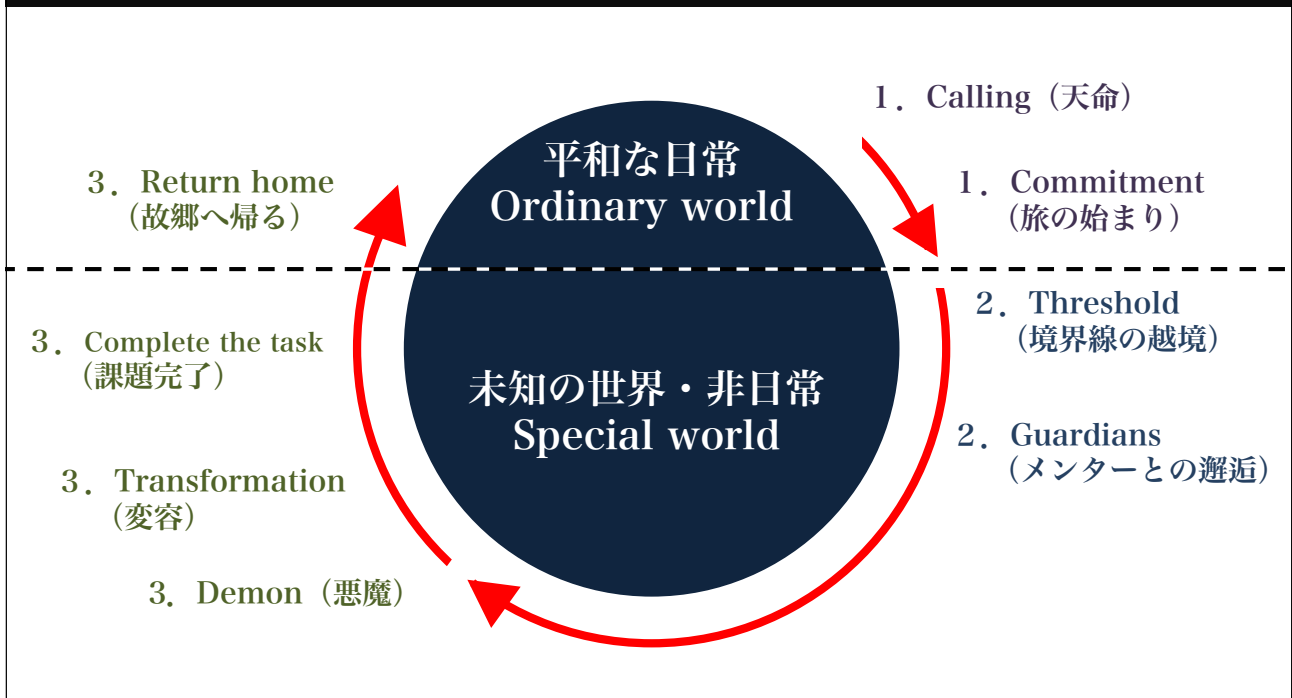 平和な日常
Ordinary world
未知の世界・非日常
Special world
1．Calling（天命）
1．Commitment
（旅の始まり）
2．Threshold
（境界線の越境）
2．Guardians
（メンターとの邂逅）
3．Demon（悪魔）
3．Transformation
（変容）
3．Complete the task
（課題完了）
3．Return home
（故郷へ帰る）